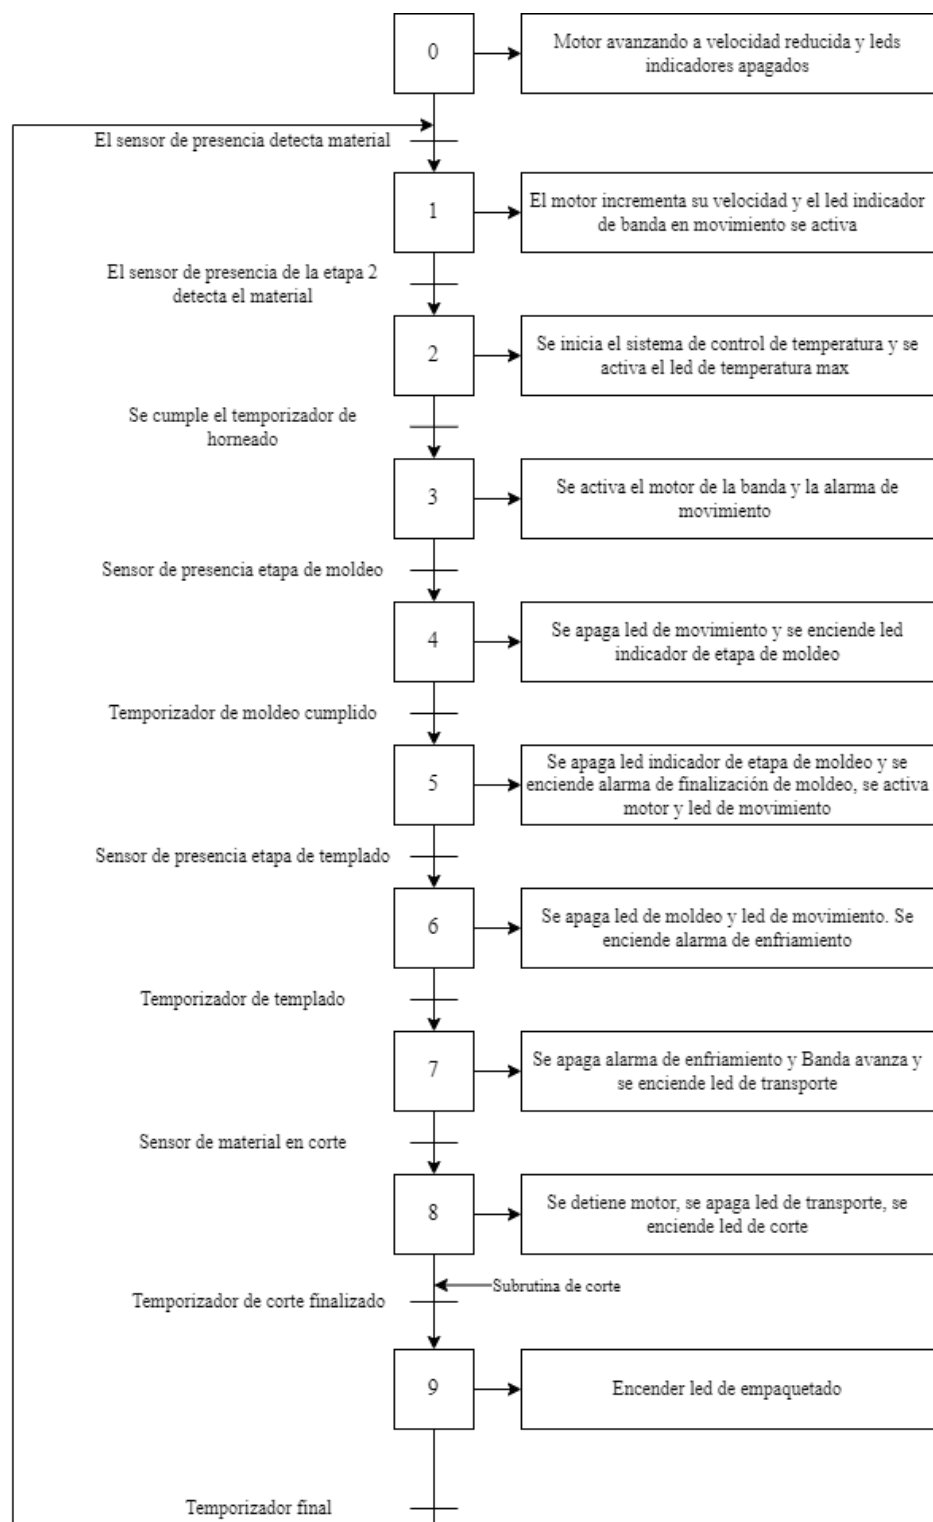 0
Motor avanzando a velocidad reducida y leds
indicadores apagados
El sensor de presencia detecta material
1
El motor incrementa su velocidad y el led indicador
de banda en movimiento se activa
El sensor de presencia de la etapa 2
detecta el material
2
Se inicia el sistema de control de temperatura y se
activa el led de temperatura max
Se cumple el temporizador de
horneado
3
Se activa el motor de la banda y la alarma de
movimiento
Sensor de presencia etapa de moldeo
4
Se apaga led de movimiento y se enciende led
indicador de etapa de moldeo
Temporizador de moldeo cumplido
5
Se apaga led indicador de etapa de moldeo y se
enciende alarma de finalización de moldeo, se activa
motor y led de movimiento
Sensor de presencia etapa de templado
6
Se apaga led de moldeo y led de movimiento. Se
enciende alarma de enfriamiento
Temporizador de templado
7
Se apaga alarma de enfriamiento y Banda avanza y
se enciende led de transporte
Sensor de material en corte
8
Se detiene motor, se apaga led de transporte, se
enciende led de corte
Subrutina de corte
Temporizador de corte finalizado
9
Encender led de empaquetado
Temporizador final